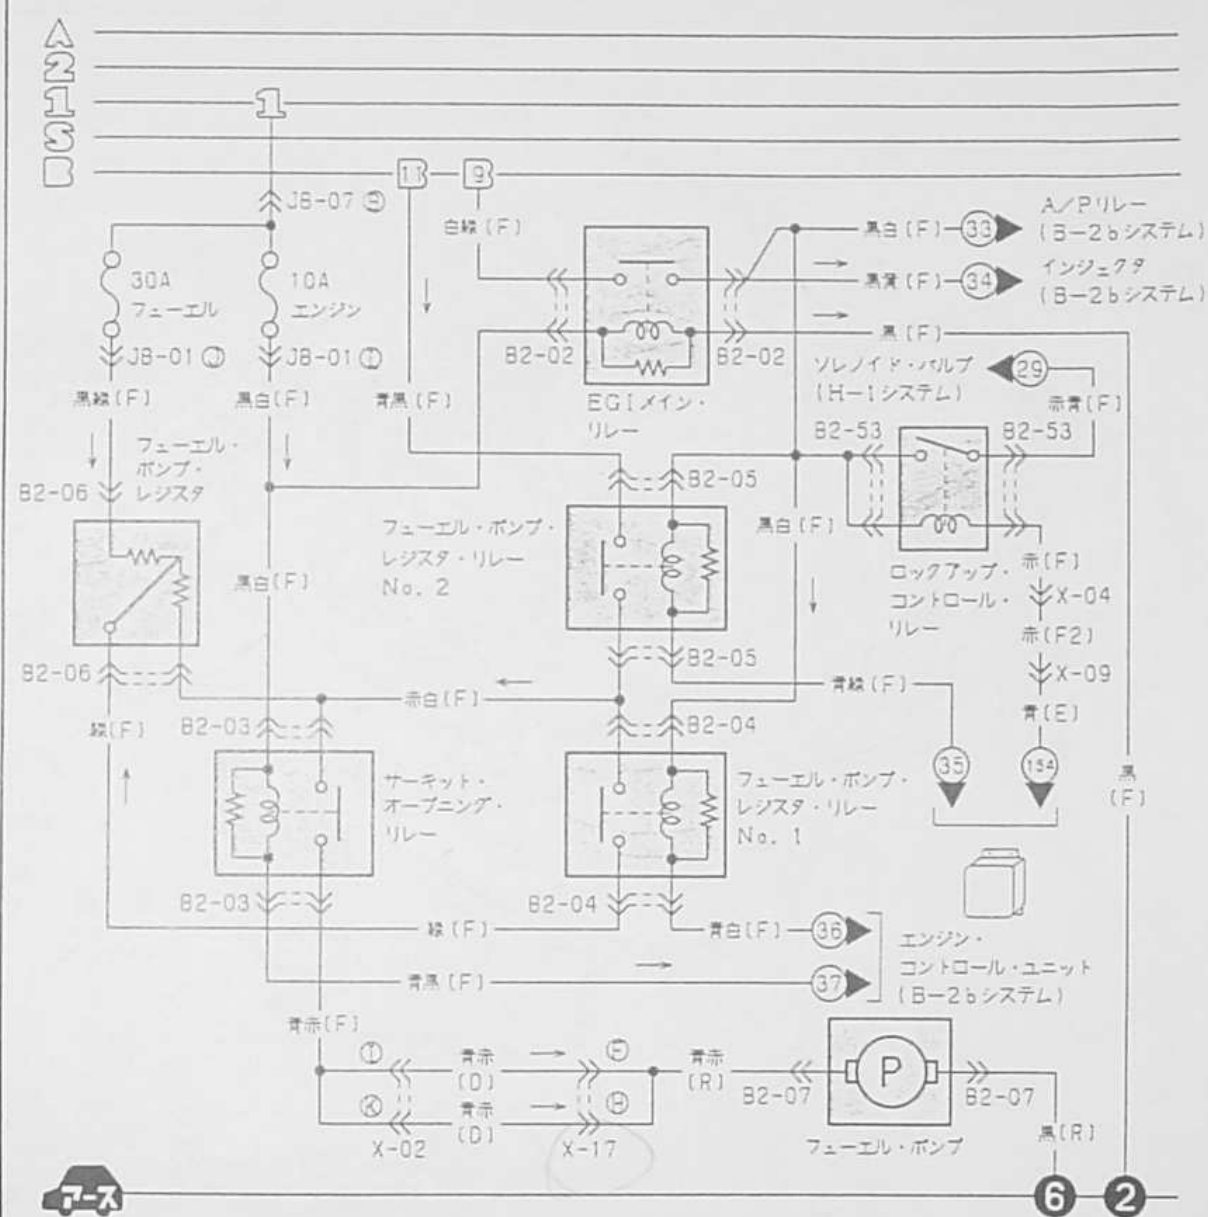 A
2
1
S
B
1
11
9
JB-07 Ⓗ
白緑(F)
黒白(F)
33
A/Pリレー
(B-2bシステム)
30A
フューエル
10A
エンジン
黒黄(F)
34
インジェクタ
(B-2bシステム)
JB-01 Ⓙ
JB-01 Ⓘ
B2-02
B2-02
黒(F)
黒緑(F)
黒白(F)
青黒(F)
EGIメイン・
リレー
ソレノイド・バルブ
(H-1システム)
29
赤青(F)
フューエル・
ポンプ・
レジスタ
B2-06
B2-53
B2-53
B2-05
フューエル・ポンプ・
レジスタ・リレー
No. 2
黒白(F)
黒白(F)
ロックアップ・
コントロール・
リレー
赤(F)
X-04
赤(F2)
X-09
青(E)
B2-06
B2-05
青緑(F)
赤白(F)
緑(F)
B2-03
B2-04
35
154
サーキット・
オープニング・
リレー
フューエル・ポンプ・
レジスタ・リレー
No. 1
黒
(F)
B2-03
B2-04
緑(F)
青白(F)
36
エンジン・
コントロール・ユニット
(B-2bシステム)
青黒(F)
37
青赤(F)
Ⓘ
青赤
(D)
Ⓕ
青赤
(R)
B2-07
P
B2-07
Ⓚ
青赤
(D)
Ⓗ
X-02
X-17
フューエル・ポンプ
黒(R)
アース
6
2